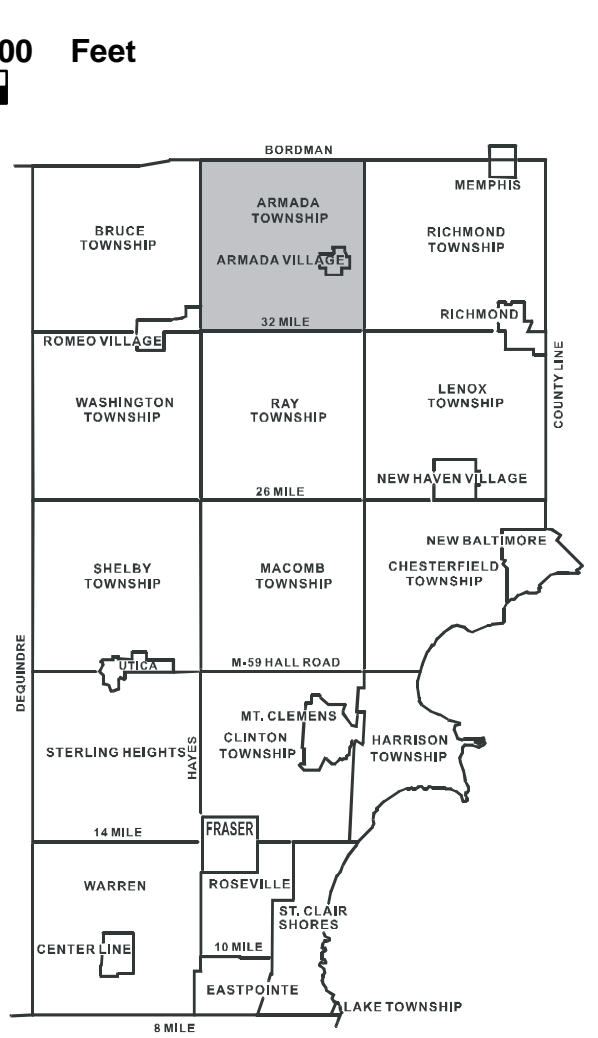 00 Feet
BORDMAN
MEMPHIS
ARMADA
TOWNSHIP
BRUCE
TOWNSHIP
RICHMOND
TOWNSHIP
ARMADA VILLAGE
RICHMOND
32 MILE
ROMEO VILLAGE
COUNTY LINE
WASHINGTON
TOWNSHIP
RAY
TOWNSHIP
LENOX
TOWNSHIP
NEW HAVEN VILLAGE
26 MILE
NEW BALTIMORE
SHELBY
TOWNSHIP
MACOMB
TOWNSHIP
CHESTERFIELD
TOWNSHIP
DEQUINDRE
UTICA
M-59 HALL ROAD
MT. CLEMENS
CLINTON
TOWNSHIP
HARRISON
TOWNSHIP
STERLING HEIGHTS
HAYES
14 MILE
FRASER
WARREN
ROSEVILLE
ST. CLAIR
SHORES
CENTER LINE
10 MILE
EASTPOINTE
LAKE TOWNSHIP
8 MILE